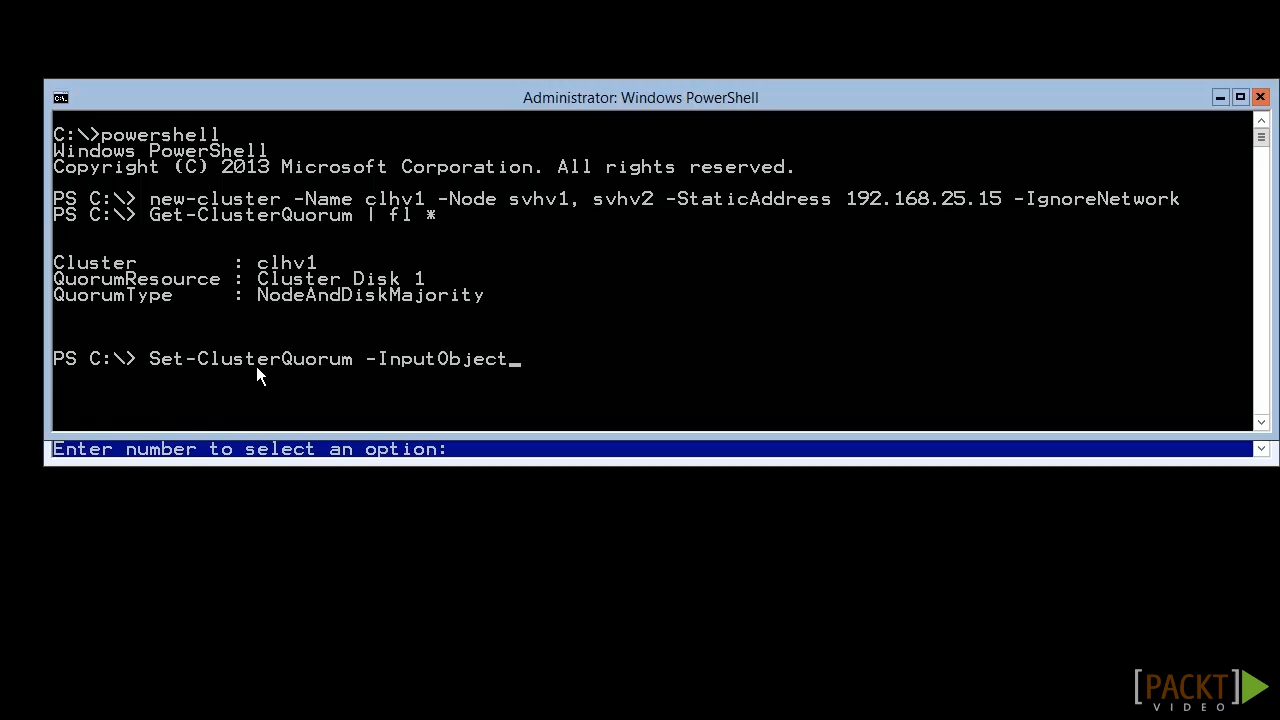 Administrator: Windows PowerShell
C:\>powershell
Windows PowerShell
Copyright (C) 2013 Microsoft Corporation. All rights reserved.
PS C:\> new-cluster -Name clhv1 -Node svhv1, svhv2 -StaticAddress 192.168.25.15 -IgnoreNetwork
PS C:\> Get-ClusterQuorum | fl *
Cluster : clhv1
QuorumResource : Cluster Disk 1
QuorumType : NodeAndDiskMajority
PS C:\> Set-ClusterQuorum -InputObject_
Enter number to select an option:
[PACKT]
VIDEO